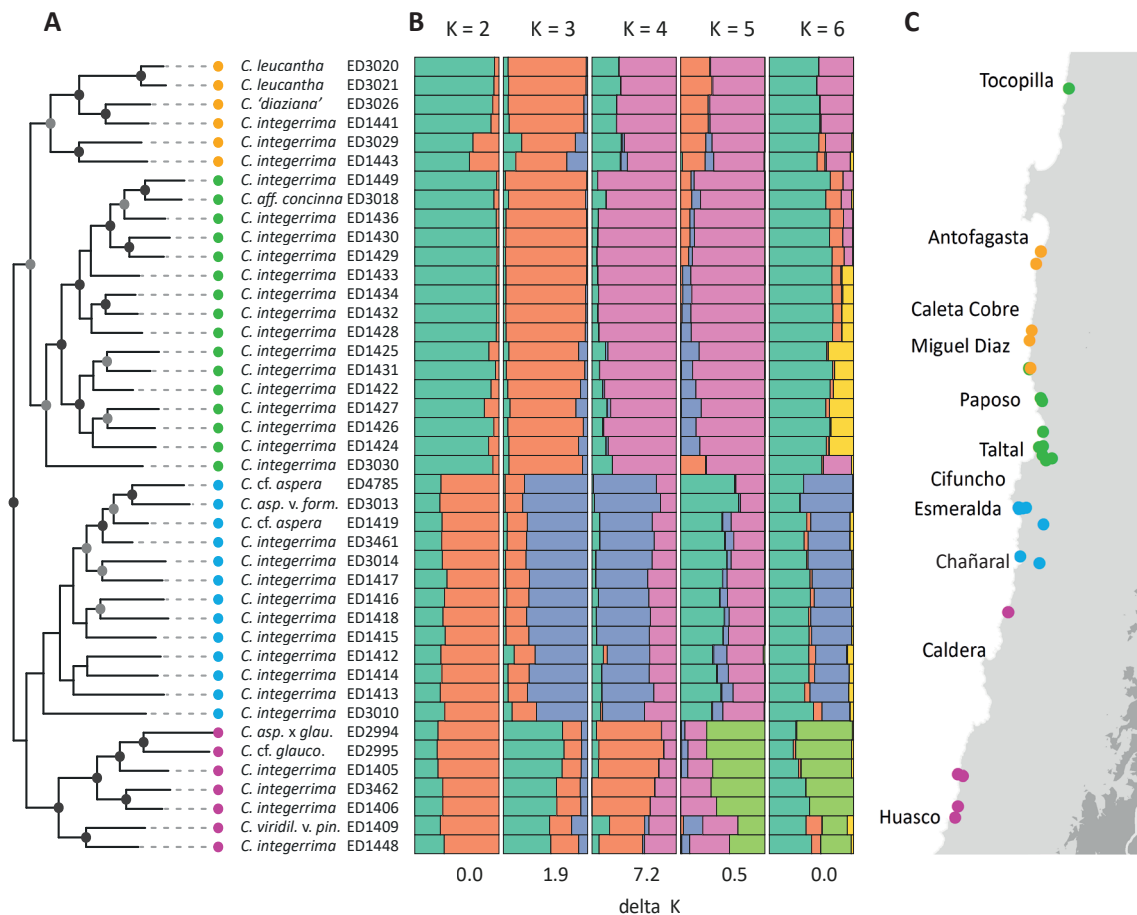 A B C
K = 2 K = 3 K = 4 K = 5 K = 6
C. leucantha ED3020
C. leucantha ED3021
C. ‘diaziana’ ED3026
C. integerrima ED1441
C. integerrima ED3029
C. integerrima ED1443
C. integerrima ED1449
C. aff. concinna ED3018
C. integerrima ED1436
C. integerrima ED1430
C. integerrima ED1429
C. integerrima ED1433
C. integerrima ED1434
C. integerrima ED1432
C. integerrima ED1428
C. integerrima ED1425
C. integerrima ED1431
C. integerrima ED1422
C. integerrima ED1427
C. integerrima ED1426
C. integerrima ED1424
C. integerrima ED3030
C. cf. aspera ED4785
C. asp. v. form. ED3013
C. cf. aspera ED1419
C. integerrima ED3461
C. integerrima ED3014
C. integerrima ED1417
C. integerrima ED1416
C. integerrima ED1418
C. integerrima ED1415
C. integerrima ED1412
C. integerrima ED1414
C. integerrima ED1413
C. integerrima ED3010
C. asp. x glau. ED2994
C. cf. glauco. ED2995
C. integerrima ED1405
C. integerrima ED3462
C. integerrima ED1406
C. viridil. v. pin. ED1409
C. integerrima ED1448
0.0 1.9 7.2 0.5 0.0
delta K
Tocopilla
Antofagasta
Caleta Cobre
Miguel Diaz
Paposo
Taltal
Cifuncho
Esmeralda
Chañaral
Caldera
Huasco